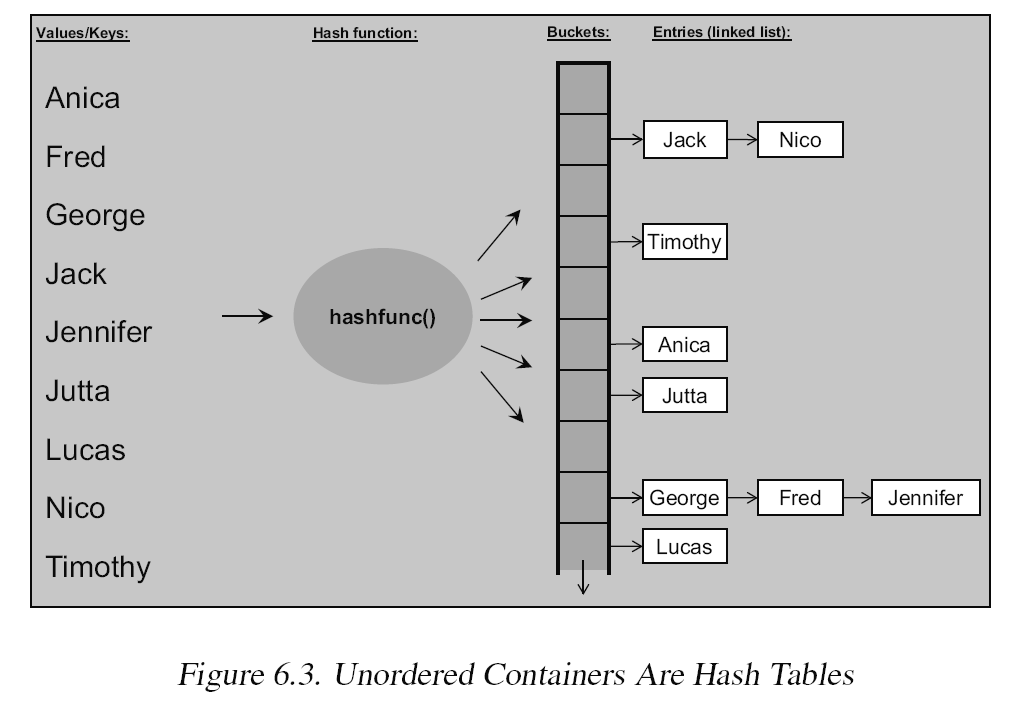 Values/Keys: Hash function: Buckets: Entries (linked list):
Anica
Fred
George
Jack
Jennifer
Jutta
Lucas
Nico
Timothy
hashfunc()
Jack Nico
Timothy
Anica
Jutta
George Fred Jennifer
Lucas
Figure 6.3. Unordered Containers Are Hash Tables